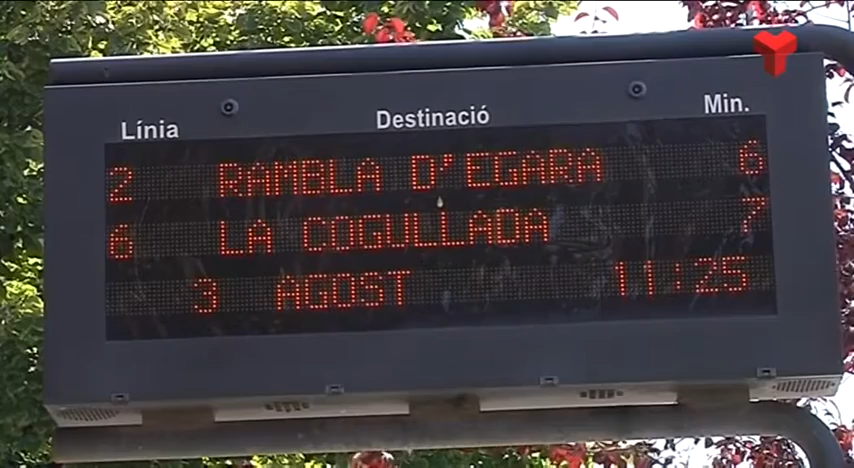 Línia Destinació Min.
2 RAMBLA D'EGARA 6
6 LA COGULLADA 7
3 AGOST 11:25